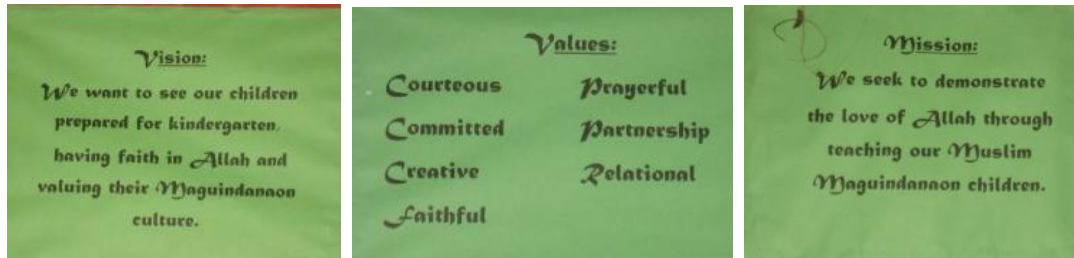 Vision:
We want to see our children
prepared for kindergarten,
having faith in Allah and
valuing their Maguindanaon
culture.
Values:
Courteous
Committed
Creative
Faithful
Prayerful
Partnership
Relational
Mission:
We seek to demonstrate
the love of Allah through
teaching our Muslim
Maguindanaon children.